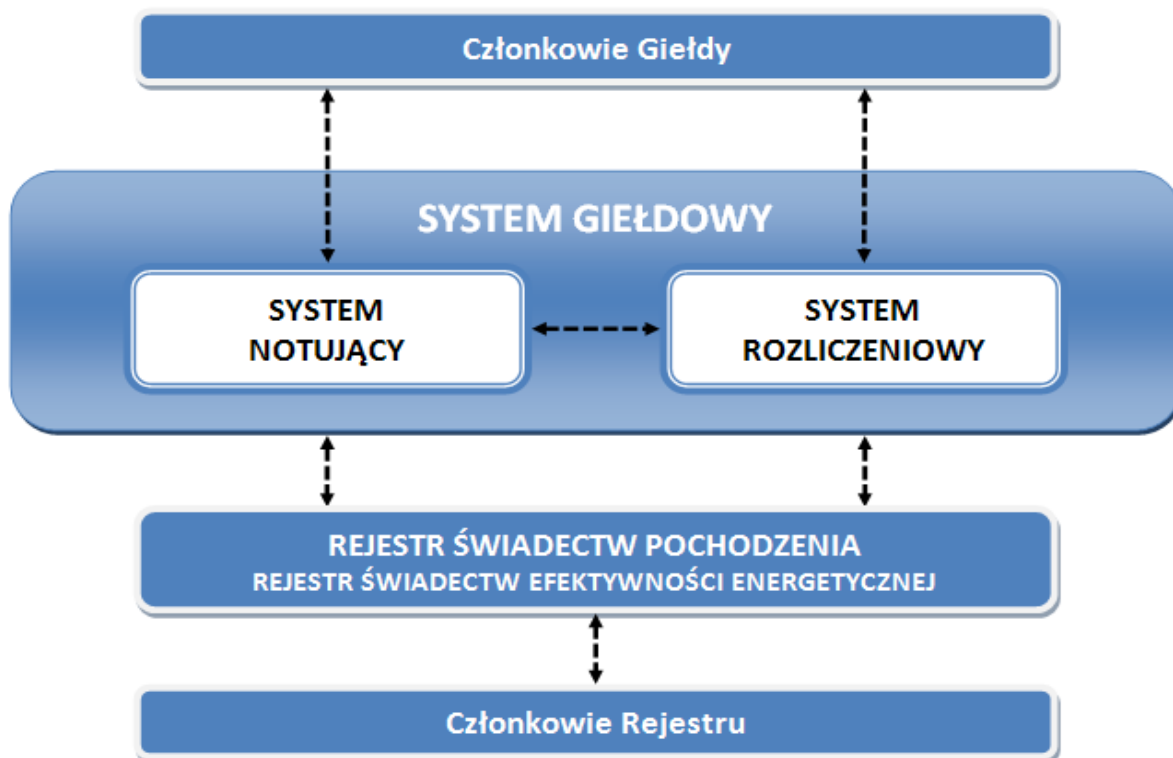 Członkowie Giełdy
SYSTEM GIEŁDOWY
SYSTEM
NOTUJĄCY
SYSTEM
ROZLICZENIOWY
REJESTR ŚWIADECTW POCHODZENIA
REJESTR ŚWIADECTW EFEKTYWNOŚCI ENERGETYCZNEJ
Członkowie Rejestru